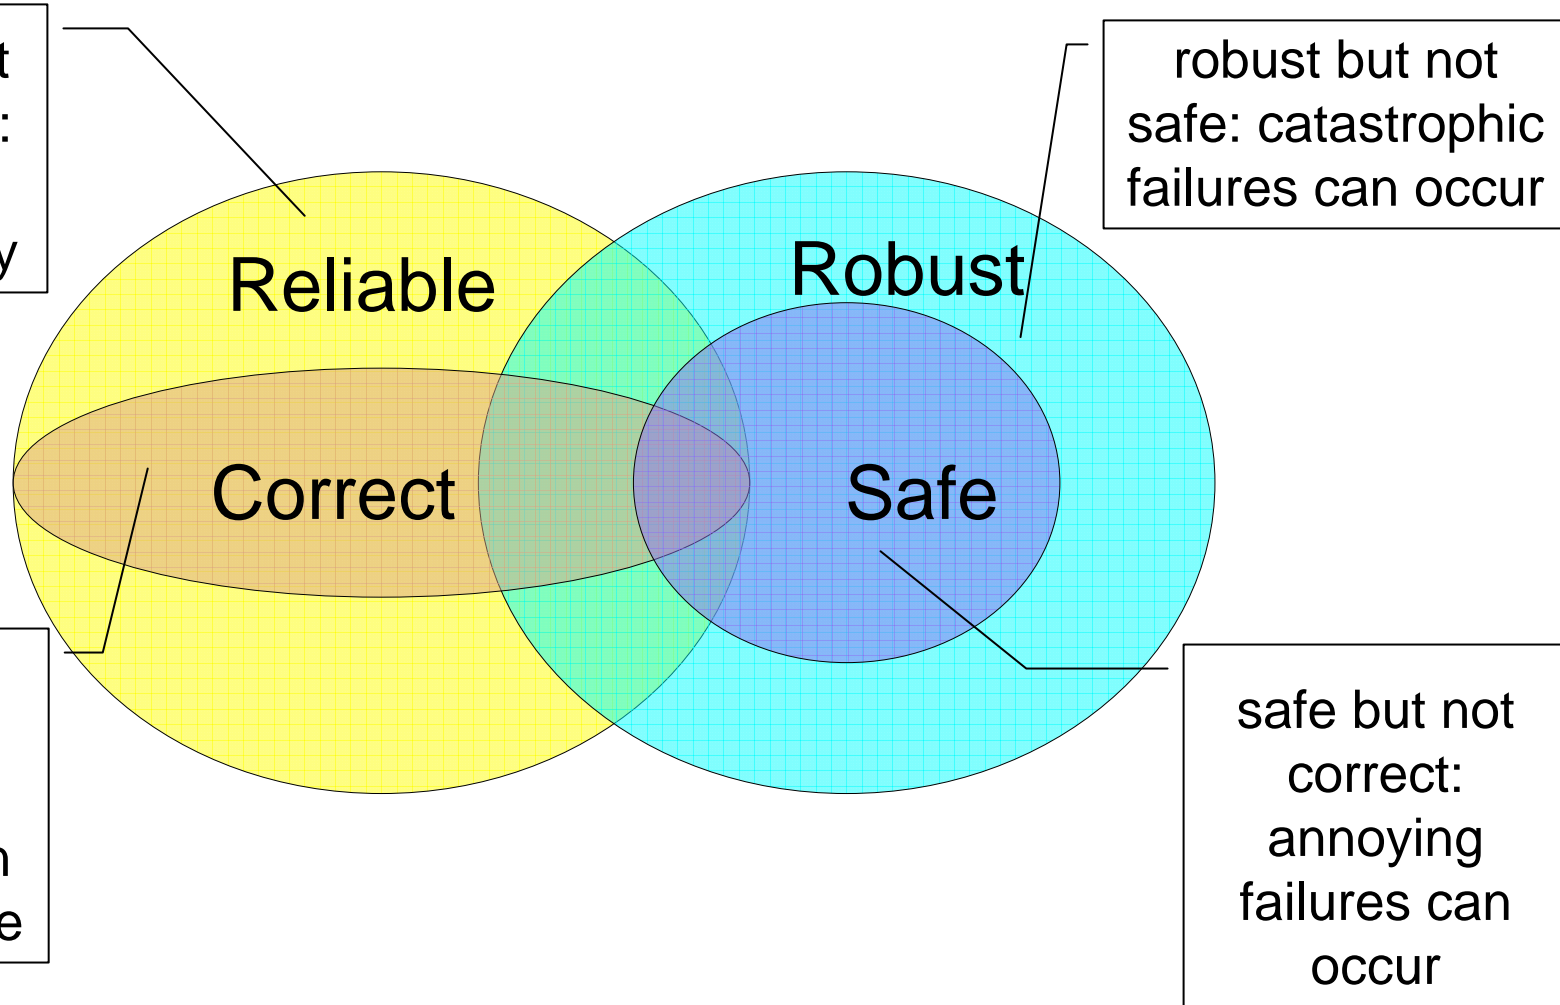 t
:
y
robust but not
safe: catastrophic
failures can occur
Reliable
Robust
Correct
Safe
n
e
safe but not
correct:
annoying
failures can
occur